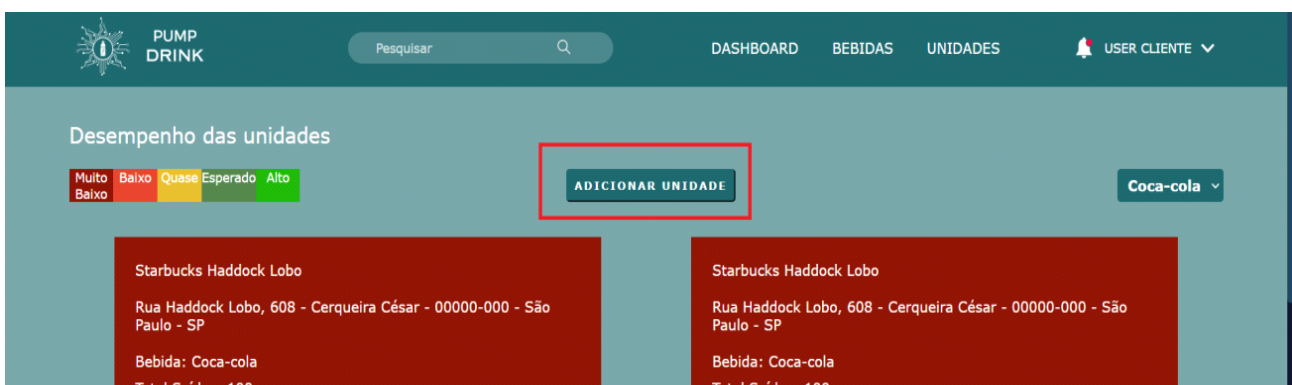 PUMP
DRINK
Pesquisar
DASHBOARD
BEBIDAS
UNIDADES
USER CLIENTE
Desempenho das unidades
Muito
Baixo
Baixo
Quase
Esperado
Alto
ADICIONAR UNIDADE
Coca-cola
Starbucks Haddock Lobo
Rua Haddock Lobo, 608 - Cerqueira César - 00000-000 - São
Paulo - SP
Bebida: Coca-cola
Starbucks Haddock Lobo
Rua Haddock Lobo, 608 - Cerqueira César - 00000-000 - São
Paulo - SP
Bebida: Coca-cola